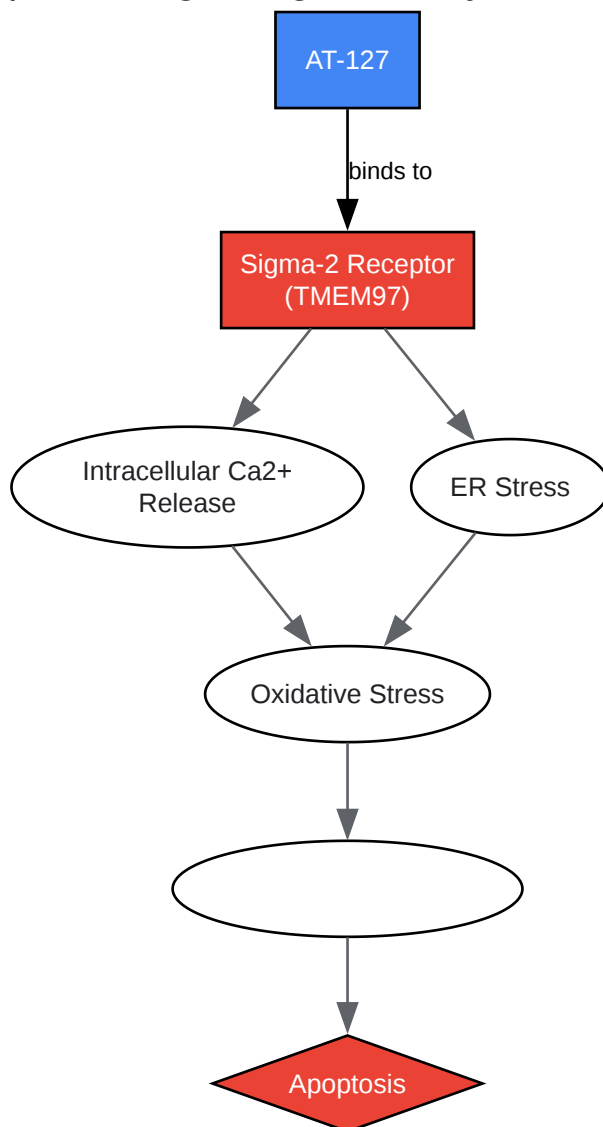 AT-127
binds to
Sigma-2 Receptor
(TMEM97)
Intracellular Ca2+
Release
ER Stress
Oxidative Stress
Apoptosis